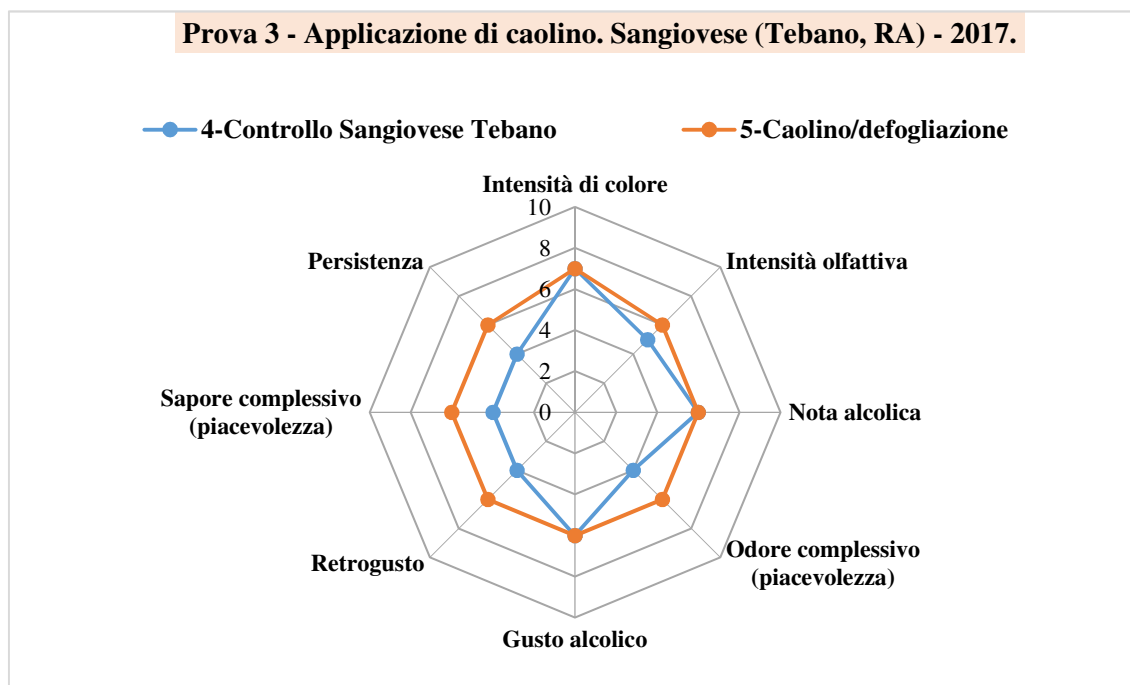 Prova 3 - Applicazione di caolino. Sangiovese (Tebano, RA) - 2017.
4-Controllo Sangiovese Tebano
5-Caolino/defogliazione
Intensità di colore
10
8
6
4
2
0
Intensità olfattiva
Nota alcolica
Odore complessivo
(piacevolezza)
Gusto alcolico
Retrogusto
Sapore complessivo
(piacevolezza)
Persistenza